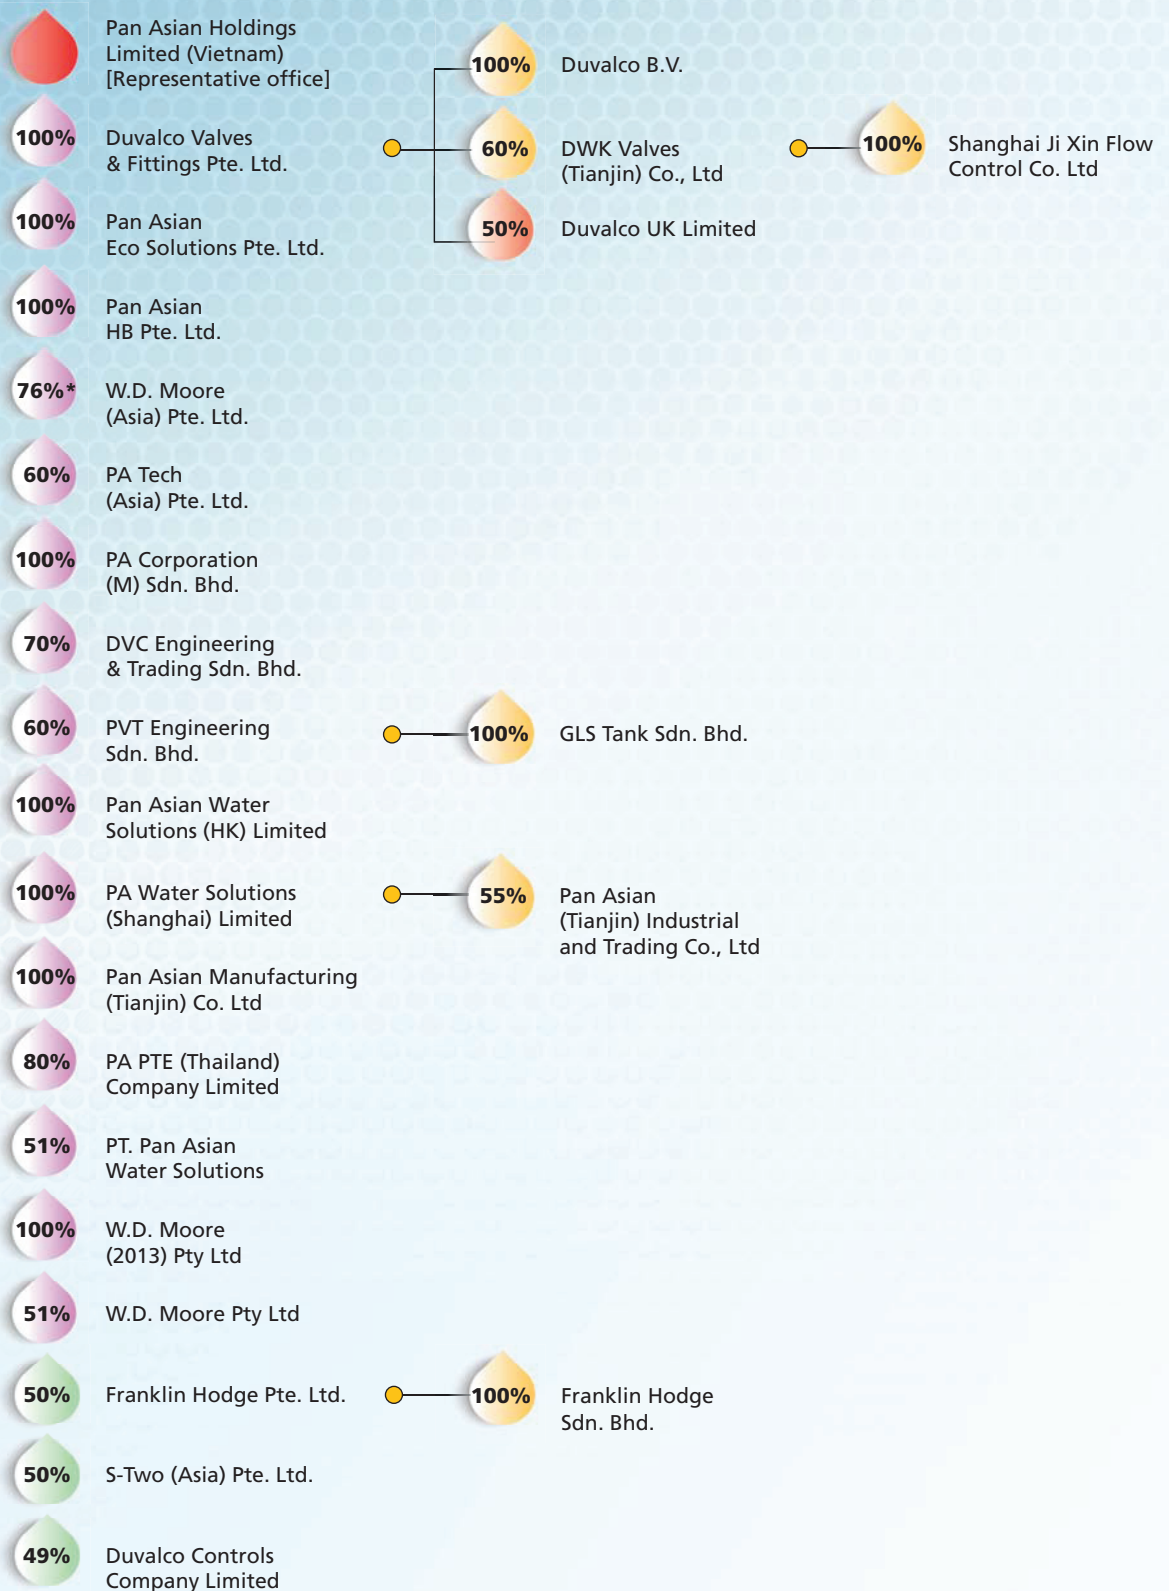 Pan Asian Holdings
Limited (Vietnam)
[Representative office]
100%
Duvalco B.V.
100%
Duvalco Valves
& Fittings Pte. Ltd.
60%
DWK Valves
(Tianjin) Co., Ltd
100%
Shanghai Ji Xin Flow
Control Co. Ltd
100%
Pan Asian
Eco Solutions Pte. Ltd.
50%
Duvalco UK Limited
100%
Pan Asian
HB Pte. Ltd.
76%*
W.D. Moore
(Asia) Pte. Ltd.
60%
PA Tech
(Asia) Pte. Ltd.
100%
PA Corporation
(M) Sdn. Bhd.
70%
DVC Engineering
& Trading Sdn. Bhd.
60%
PVT Engineering
Sdn. Bhd.
100%
GLS Tank Sdn. Bhd.
100%
Pan Asian Water
Solutions (HK) Limited
100%
PA Water Solutions
(Shanghai) Limited
55%
Pan Asian
(Tianjin) Industrial
and Trading Co., Ltd
100%
Pan Asian Manufacturing
(Tianjin) Co. Ltd
80%
PA PTE (Thailand)
Company Limited
51%
PT. Pan Asian
Water Solutions
100%
W.D. Moore
(2013) Pty Ltd
51%
W.D. Moore Pty Ltd
50%
Franklin Hodge Pte. Ltd.
100%
Franklin Hodge
Sdn. Bhd.
50%
S-Two (Asia) Pte. Ltd.
49%
Duvalco Controls
Company Limited